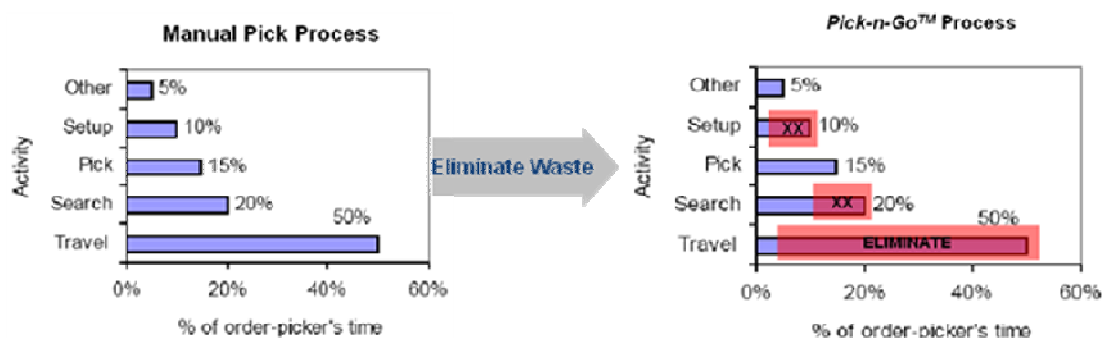 Manual Pick Process
Activity
Other
5%
Setup
10%
Pick
15%
Search
20%
Travel
50%
0%
20%
40%
60%
% of order-picker's time
Eliminate Waste
Pick-n-Go™ Process
Activity
Other
5%
Setup
XX
10%
Pick
15%
Search
XX
20%
Travel
ELIMINATE
50%
0%
20%
40%
60%
% of order-picker's time